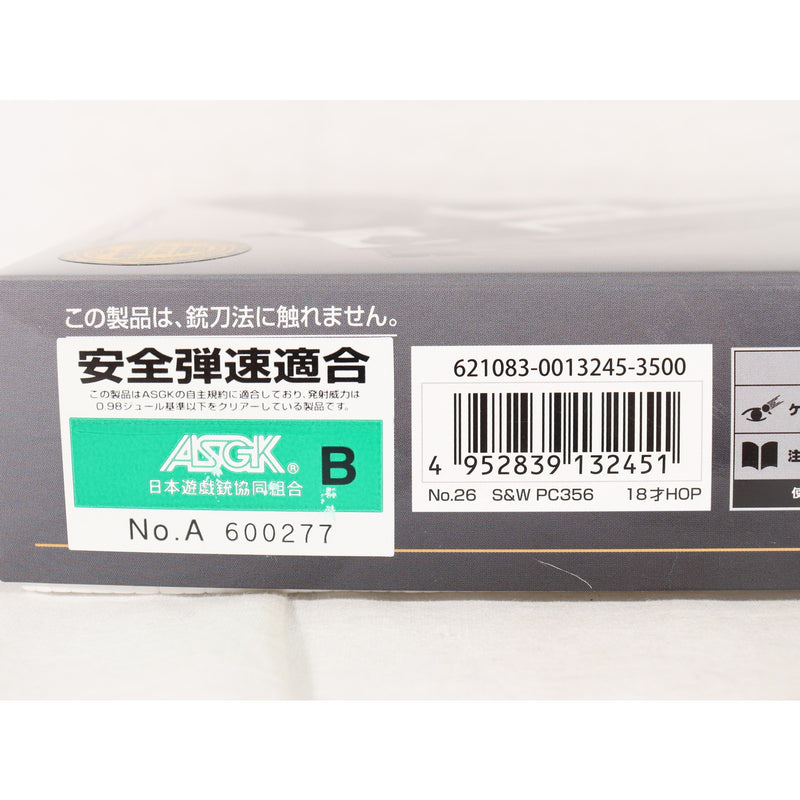 この製品は、銃刀法に触れません。
安全弾速適合
この製品はASGKの自主規約に適合しており、発射威力は
0.98ジュール基準以下をクリアーしている製品です。
ASGK® B
日本遊戯銃協同組合
No.A 600277
621083-0013245-3500
4 952839 132451
No.26 S&W PC356 18才HOP
ケ
注
使